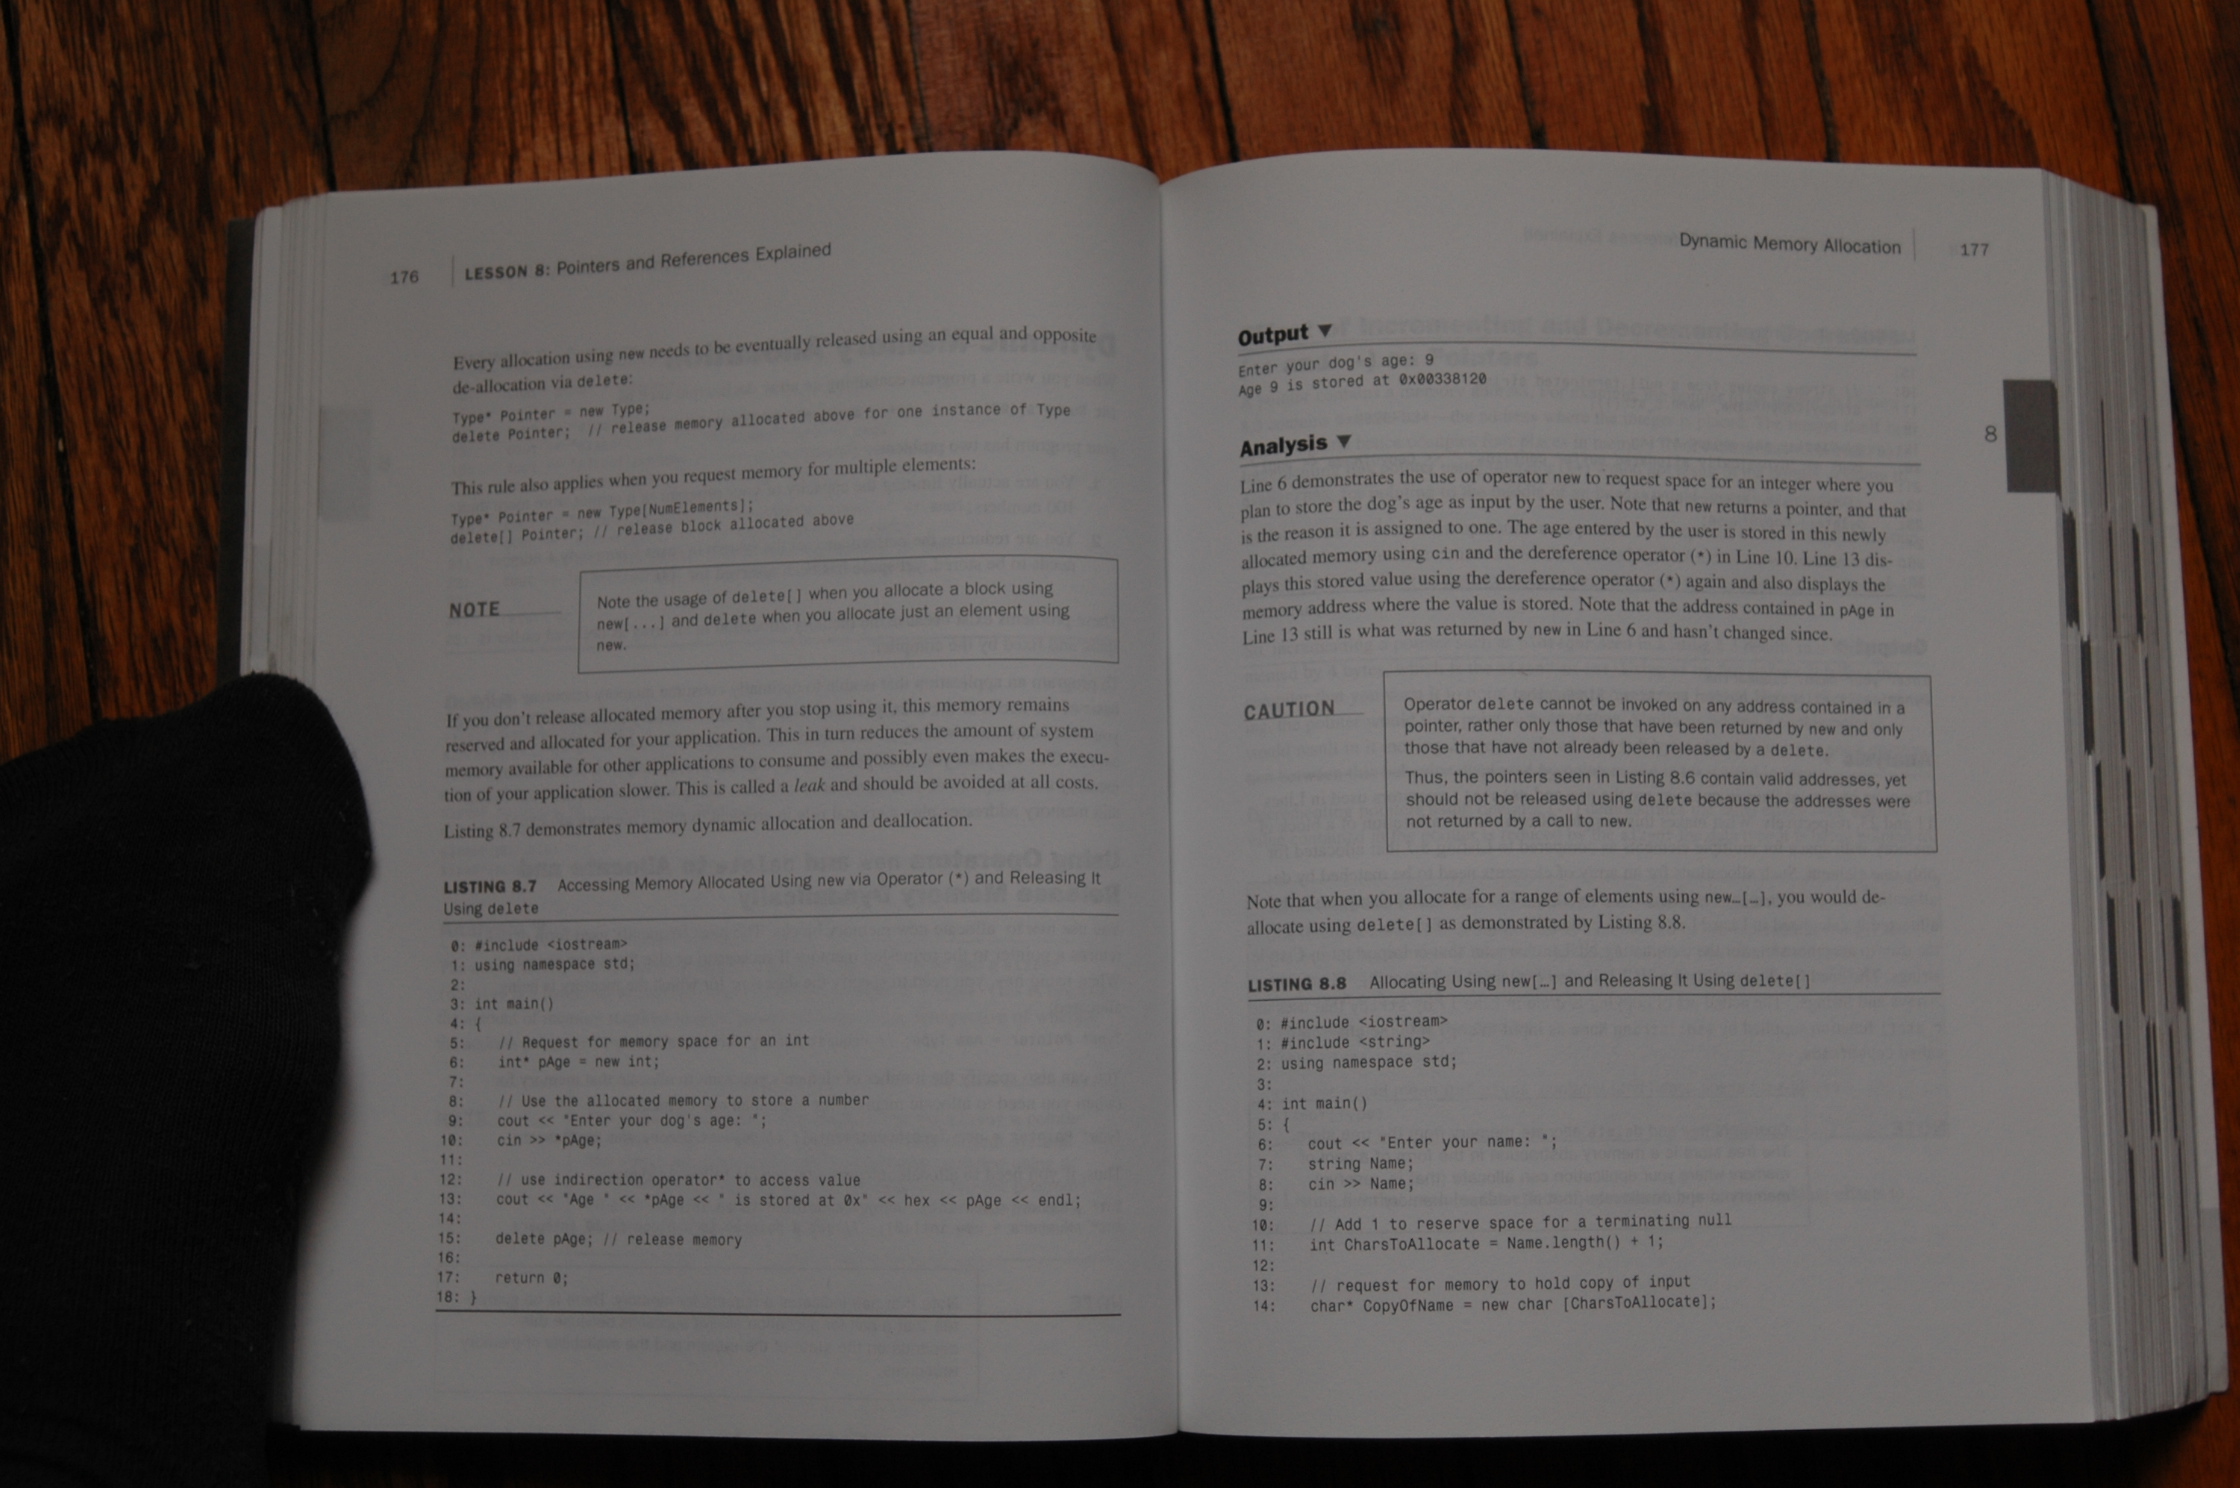 176 LESSON 8: Pointers and References Explained
Every allocation using new needs to be eventually released using an equal and opposite
de-allocation via delete:
Type* Pointer = new Type;
delete Pointer; // release memory allocated above for one instance of Type
This rule also applies when you request memory for multiple elements:
Type* Pointer = new Type[NumElements];
delete[] Pointer; // release block allocated above
NOTE
Note the usage of delete[] when you allocate a block using
new[...] and delete when you allocate just an element using
new.
If you don't release allocated memory after you stop using it, this memory remains
reserved and allocated for your application. This in turn reduces the amount of system
memory available for other applications to consume and possibly even makes the execu-
tion of your application slower. This is called a leak and should be avoided at all costs.
Listing 8.7 demonstrates memory dynamic allocation and deallocation.
LISTING 8.7 Accessing Memory Allocated Using new via Operator (*) and Releasing It
Using delete
0: #include <iostream>
1: using namespace std;
2:
3: int main()
4: {
5: // Request for memory space for an int
6: int* pAge = new int;
7:
8: // Use the allocated memory to store a number
9: cout << "Enter your dog's age: ";
10: cin >> *pAge;
11:
12: // use indirection operator* to access value
13: cout << "Age " << *pAge << " is stored at 0x" << hex << pAge << endl;
14:
15: delete pAge; // release memory
16:
17: return 0;
18: }
Dynamic Memory Allocation 177
8
Output ▼
Enter your dog's age: 9
Age 9 is stored at 0x00338120
Analysis ▼
Line 6 demonstrates the use of operator new to request space for an integer where you
plan to store the dog's age as input by the user. Note that new returns a pointer, and that
is the reason it is assigned to one. The age entered by the user is stored in this newly
allocated memory using cin and the dereference operator (*) in Line 10. Line 13 dis-
plays this stored value using the dereference operator (*) again and also displays the
memory address where the value is stored. Note that the address contained in pAge in
Line 13 still is what was returned by new in Line 6 and hasn't changed since.
CAUTION
Operator delete cannot be invoked on any address contained in a
pointer, rather only those that have been returned by new and only
those that have not already been released by a delete.
Thus, the pointers seen in Listing 8.6 contain valid addresses, yet
should not be released using delete because the addresses were
not returned by a call to new.
Note that when you allocate for a range of elements using new…[…], you would de-
allocate using delete[] as demonstrated by Listing 8.8.
LISTING 8.8 Allocating Using new[…] and Releasing It Using delete[]
0: #include <iostream>
1: #include <string>
2: using namespace std;
3:
4: int main()
5: {
6: cout << "Enter your name: ";
7: string Name;
8: cin >> Name;
9:
10: // Add 1 to reserve space for a terminating null
11: int CharsToAllocate = Name.length() + 1;
12:
13: // request for memory to hold copy of input
14: char* CopyOfName = new char [CharsToAllocate];